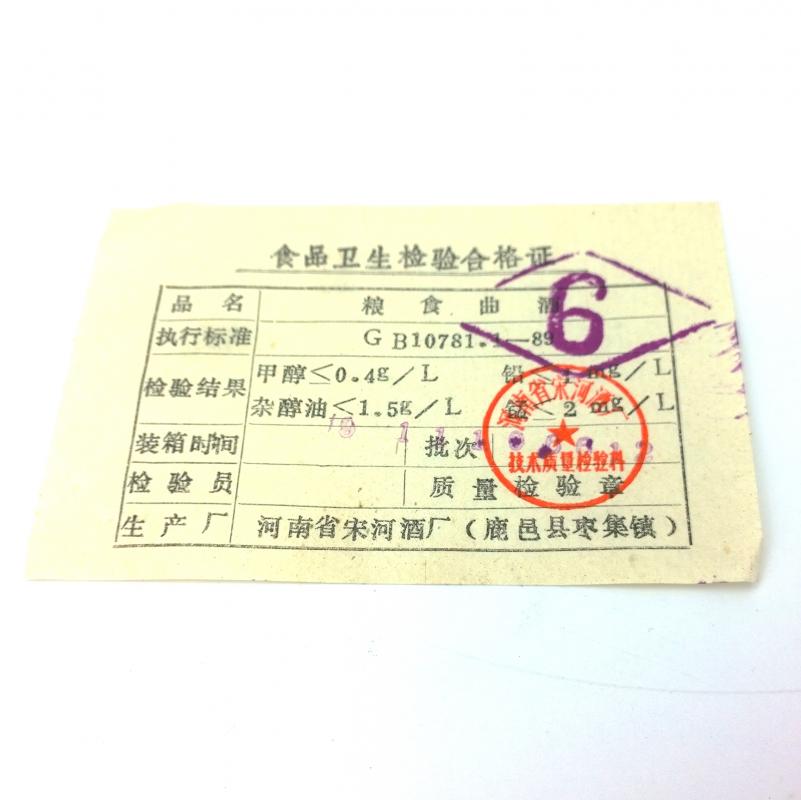 食品卫生检验合格证
品名 粮食曲酒
执行标准 GB10781.1—89
6
检验结果 甲醇≤0.4g/L 铅≤1mg/L
杂醇油≤1.5g/L 锰≤2mg/L
装箱时间 批次
检验员 质量检验章
生产厂 河南省宋河酒厂(鹿邑县枣集镇)
河南省宋河酒厂
技术质量检验科